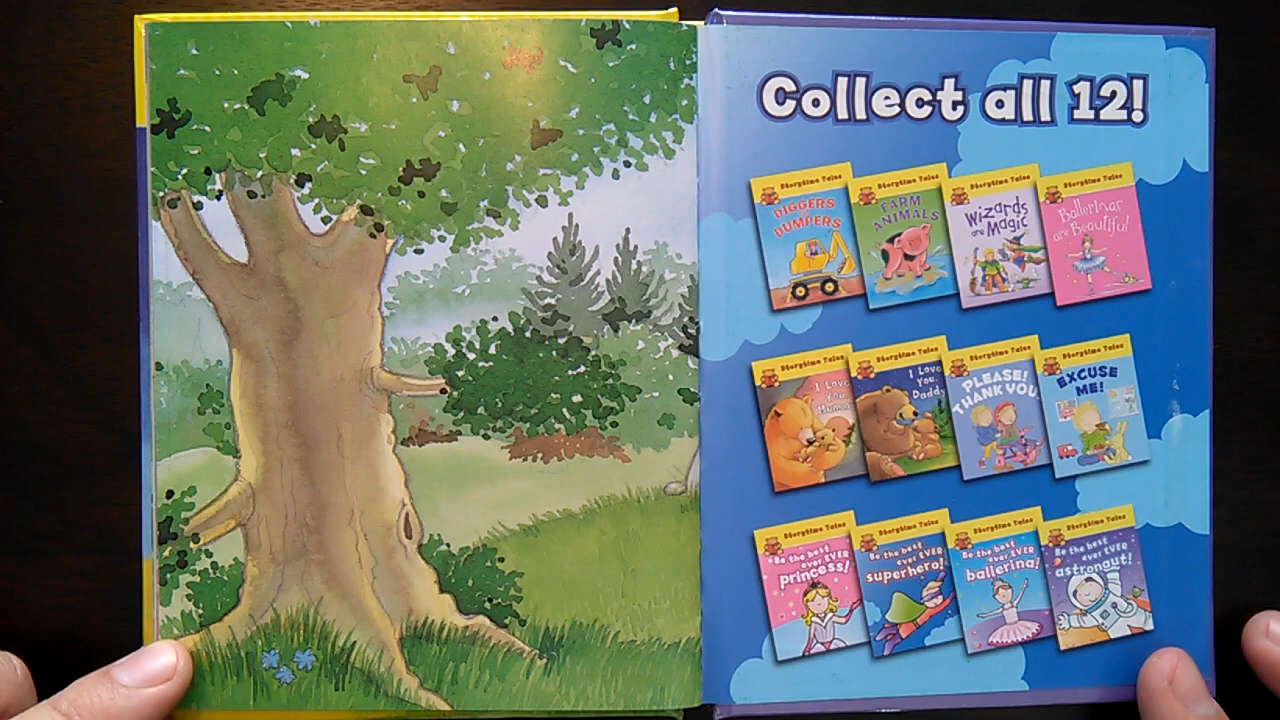 Collect all 12!
Storytime Tales
DIGGERS
DUMPERS
Storytime Tales
FARM
ANIMALS
Storytime Tales
Wizards
are Magic
Storytime Tales
Ballerinas
are Beautiful
Storytime Tales
I Love
You,
Storytime Tales
I Love
You,
Daddy
Storytime Tales
PLEASE!
THANK YOU
Storytime Tales
EXCUSE
ME!
Storytime Tales
Be the best
ever EVER
princess!
Storytime Tales
Be the best
ever EVER
superhero!
Storytime Tales
Be the best
ever EVER
ballerina!
Storytime Tales
Be the best
ever EVER
astronaut!